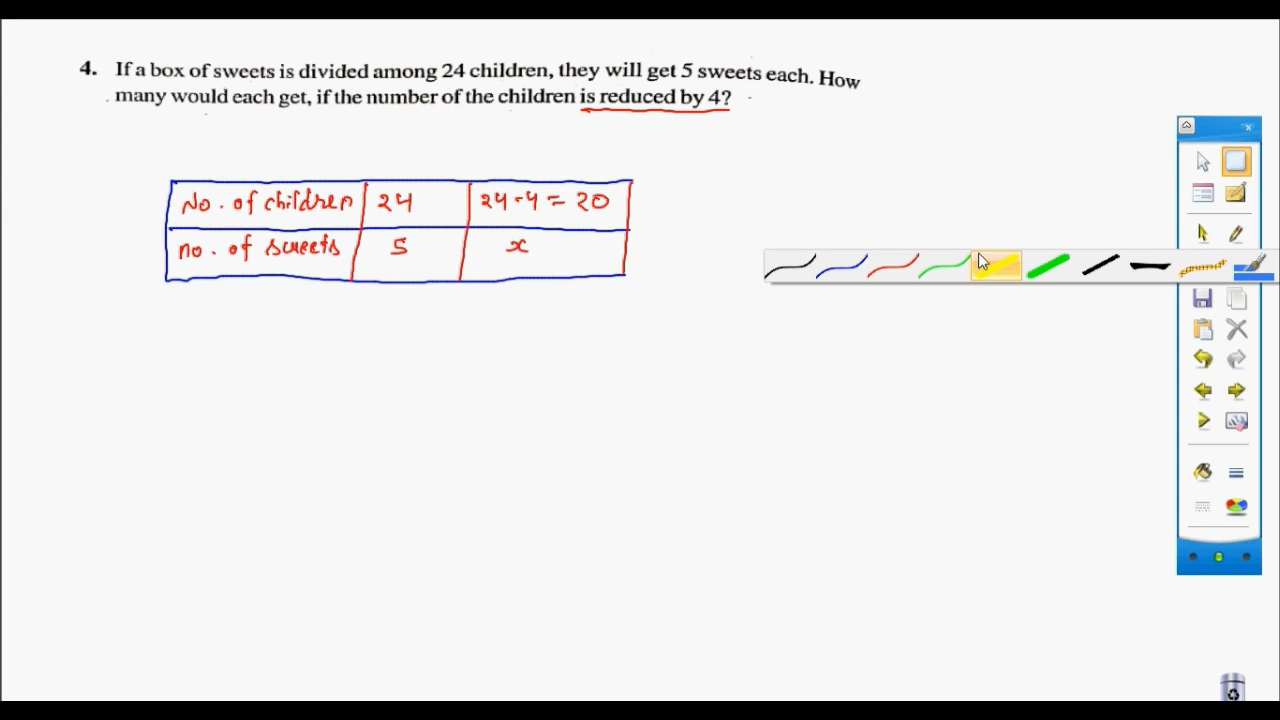 4. If a box of sweets is divided among 24 children, they will get 5 sweets each. How
many would each get, if the number of the children is reduced by 4?
No. of children 24 24-4 = 20
no. of sweets 5 x